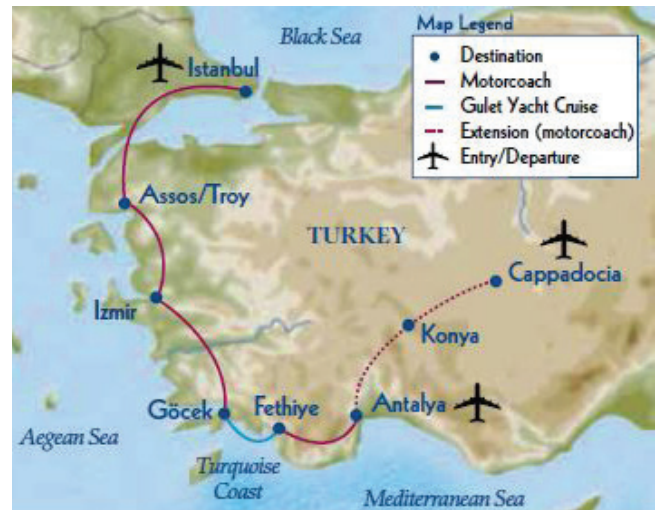 Black Sea
Map Legend
Destination
Motorcoach
Gulet Yacht Cruise
Extension (motorcoach)
Entry/Departure
Istanbul
Assos/Troy
TURKEY
Cappadocia
Izmir
Konya
Göcek
Fethiye
Antalya
Aegean Sea
Turquoise
Coast
Mediterranean Sea